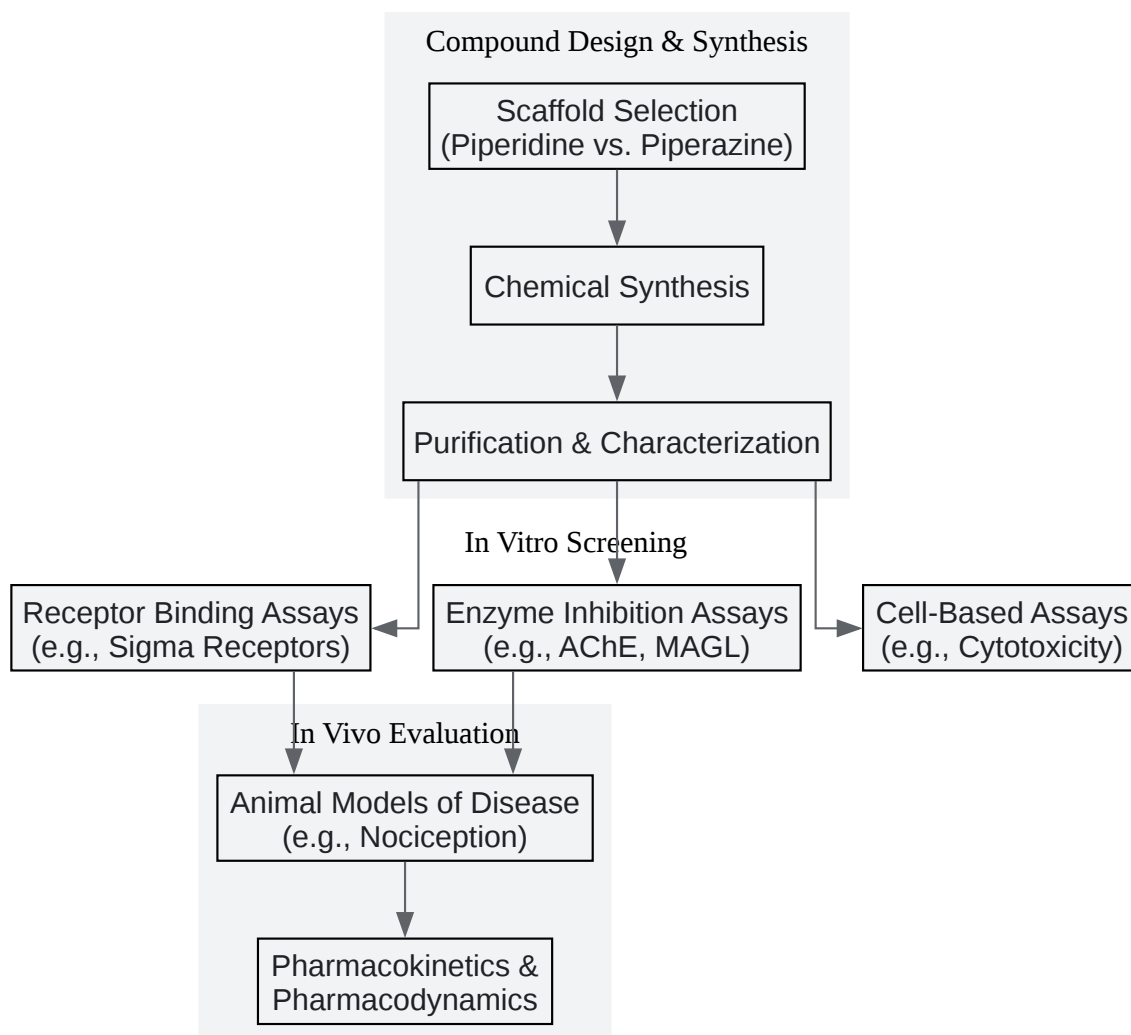 Compound Design & Synthesis
Scaffold Selection
(Piperidine vs. Piperazine)
Chemical Synthesis
Purification & Characterization
In Vitro Screening
Receptor Binding Assays
(e.g., Sigma Receptors)
Enzyme Inhibition Assays
(e.g., AChE, MAGL)
Cell-Based Assays
(e.g., Cytotoxicity)
In Vivo Evaluation
Animal Models of Disease
(e.g., Nociception)
Pharmacokinetics &
Pharmacodynamics